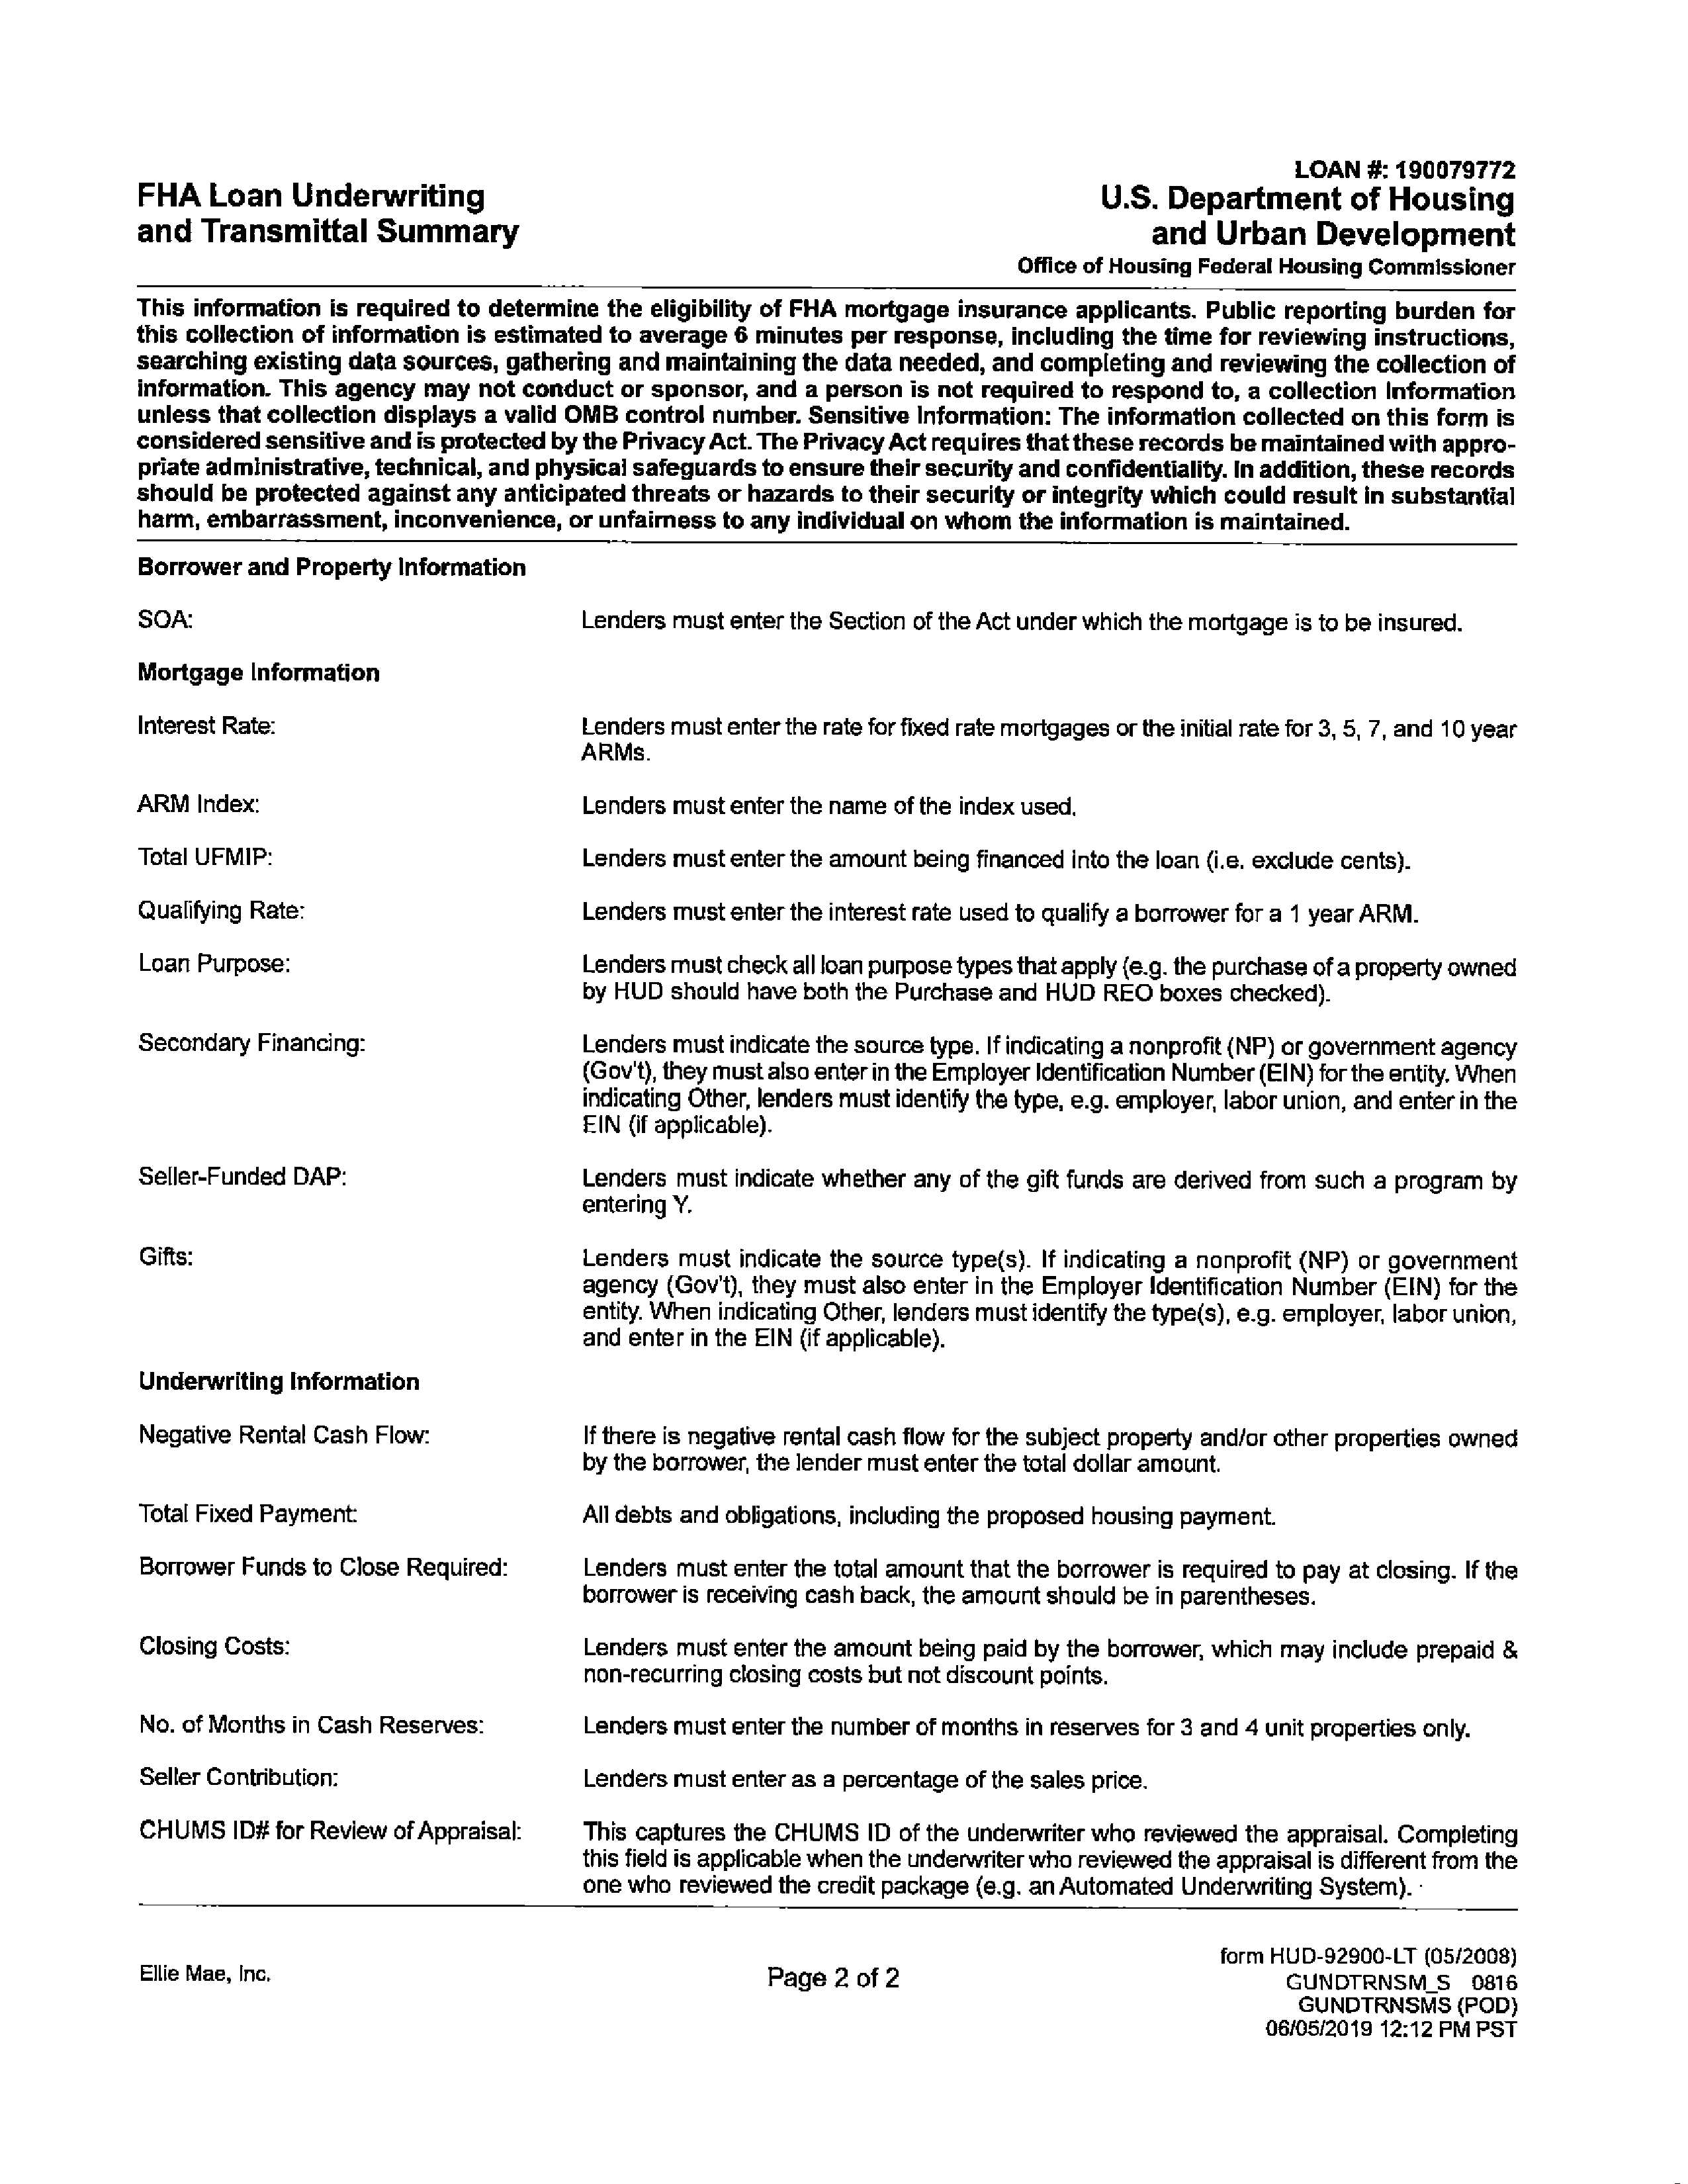 LOAN #: 190079772
FHA Loan Underwriting
and Transmittal Summary
U.S. Department of Housing
and Urban Development
Office of Housing Federal Housing Commissioner
This information is required to determine the eligibility of FHA mortgage insurance applicants. Public reporting burden for
this collection of information is estimated to average 6 minutes per response, including the time for reviewing instructions,
searching existing data sources, gathering and maintaining the data needed, and completing and reviewing the collection of
information. This agency may not conduct or sponsor, and a person is not required to respond to, a collection Information
unless that collection displays a valid OMB control number. Sensitive Information: The information collected on this form is
considered sensitive and is protected by the Privacy Act. The Privacy Act requires that these records be maintained with appro-
priate administrative, technical, and physical safeguards to ensure their security and confidentiality. In addition, these records
should be protected against any anticipated threats or hazards to their security or integrity which could result in substantial
harm, embarrassment, inconvenience, or unfairness to any individual on whom the information is maintained.
Borrower and Property Information
SOA: Lenders must enter the Section of the Act under which the mortgage is to be insured.
Mortgage Information
Interest Rate: Lenders must enter the rate for fixed rate mortgages or the initial rate for 3, 5, 7, and 10 year
ARMs.
ARM Index: Lenders must enter the name of the index used.
Total UFMIP: Lenders must enter the amount being financed into the loan (i.e. exclude cents).
Qualifying Rate: Lenders must enter the interest rate used to qualify a borrower for a 1 year ARM.
Loan Purpose: Lenders must check all loan purpose types that apply (e.g. the purchase of a property owned
by HUD should have both the Purchase and HUD REO boxes checked).
Secondary Financing: Lenders must indicate the source type. If indicating a nonprofit (NP) or government agency
(Gov't), they must also enter in the Employer Identification Number (EIN) for the entity. When
indicating Other, lenders must identify the type, e.g. employer, labor union, and enter in the
EIN (if applicable).
Seller-Funded DAP: Lenders must indicate whether any of the gift funds are derived from such a program by
entering Y.
Gifts: Lenders must indicate the source type(s). If indicating a nonprofit (NP) or government
agency (Gov't), they must also enter in the Employer Identification Number (EIN) for the
entity. When indicating Other, lenders must identify the type(s), e.g. employer, labor union,
and enter in the EIN (if applicable).
Underwriting Information
Negative Rental Cash Flow: If there is negative rental cash flow for the subject property and/or other properties owned
by the borrower, the lender must enter the total dollar amount.
Total Fixed Payment: All debts and obligations, including the proposed housing payment.
Borrower Funds to Close Required: Lenders must enter the total amount that the borrower is required to pay at closing. If the
borrower is receiving cash back, the amount should be in parentheses.
Closing Costs: Lenders must enter the amount being paid by the borrower, which may include prepaid &
non-recurring closing costs but not discount points.
No. of Months in Cash Reserves: Lenders must enter the number of months in reserves for 3 and 4 unit properties only.
Seller Contribution: Lenders must enter as a percentage of the sales price.
CHUMS ID# for Review of Appraisal: This captures the CHUMS ID of the underwriter who reviewed the appraisal. Completing
this field is applicable when the underwriter who reviewed the appraisal is different from the
one who reviewed the credit package (e.g. an Automated Underwriting System).
Ellie Mae, Inc.
Page 2 of 2
form HUD-92900-LT (05/2008)
GUNDTRNSM_S 0816
GUNDTRNSMS (POD)
06/05/2019 12:12 PM PST